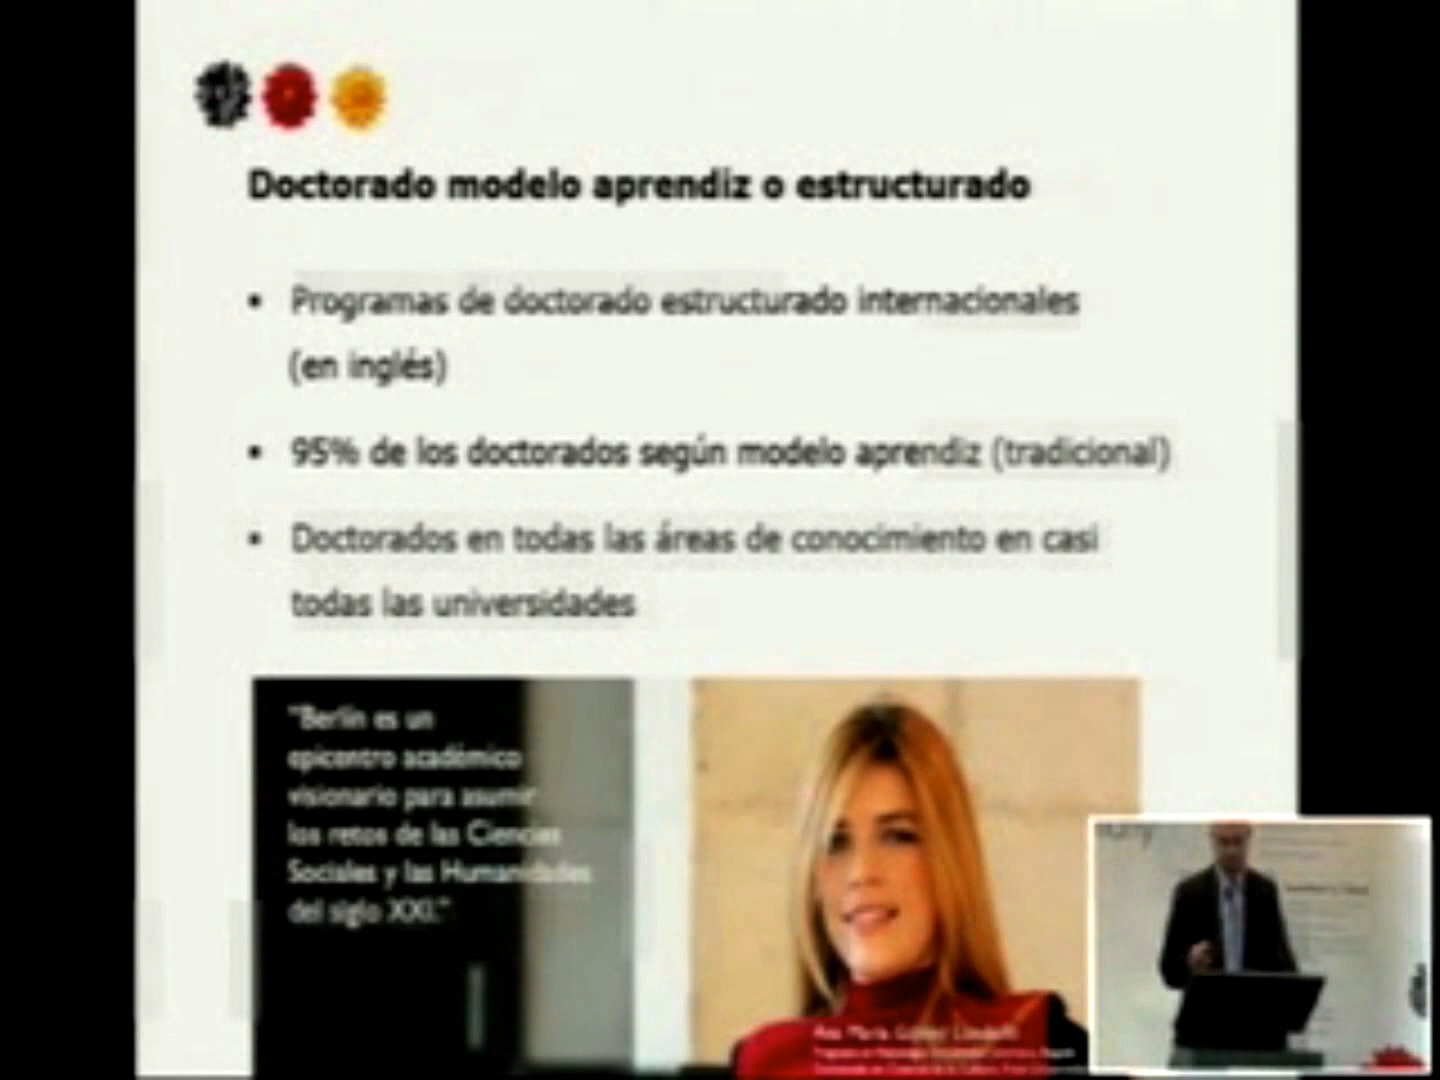 Doctorado modelo aprendiz o estructurado
• Programas de doctorado estructurado internacionales
(en inglés)
• 95% de los doctorados según modelo aprendiz (tradicional)
• Doctorados en todas las áreas de conocimiento en casi
todas las universidades
"Berlín es un
epicentro académico
visionario para asumir
los retos de las Ciencias
Sociales y las Humanidades
del siglo XXI."